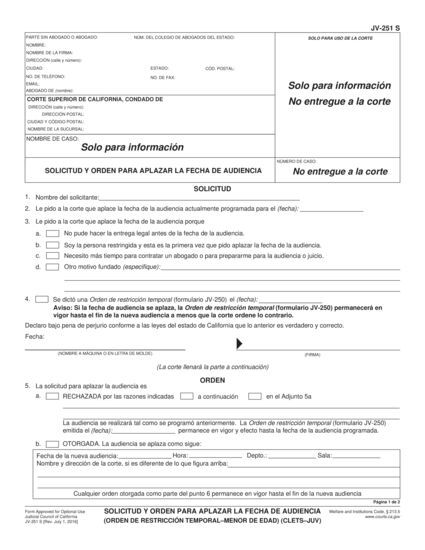 JV-251 S
PARTE SIN ABOGADO O ABOGADO: NÚM. DEL COLEGIO DE ABOGADOS DEL ESTADO:
SOLO PARA USO DE LA CORTE
NOMBRE:
NOMBRE DE LA FIRMA:
DIRECCIÓN (calle y número):
CIUDAD: ESTADO: CÓD. POSTAL:
NO. DE TELÉFONO: NO. DE FAX:
EMAIL:
ABOGADO DE (nombre):
Solo para información
No entregue a la corte
CORTE SUPERIOR DE CALIFORNIA, CONDADO DE
DIRECCIÓN (calle y número):
DIRECCIÓN POSTAL:
CIUDAD Y CÓDIGO POSTAL:
NOMBRE DE LA SUCURSAL:
NOMBRE DE CASO:
Solo para información
SOLICITUD Y ORDEN PARA APLAZAR LA FECHA DE AUDIENCIA
NÚMERO DE CASO:
No entregue a la corte
SOLICITUD
1. Nombre del solicitante:
2. Le pido a la corte que aplace la fecha de la audiencia actualmente programada para el (fecha):
3. Le pido a la corte que aplace la fecha de la audiencia porque
a. No pude hacer la entrega legal antes de la fecha de la audiencia.
b. Soy la persona restringida y esta es la primera vez que pido aplazar la fecha de la audiencia.
c. Necesito más tiempo para contratar un abogado o para prepararme para la audiencia o juicio.
d. Otro motivo fundado (especifique):
4. Se dictó una Orden de restricción temporal (formulario JV-250) el (fecha):
Aviso: Si la fecha de audiencia se aplaza, la Orden de restricción temporal (formulario JV-250) permanecerá en
vigor hasta el fin de la nueva audiencia a menos que la corte ordene lo contrario.
Declaro bajo pena de perjurio conforme a las leyes del estado de California que lo anterior es verdadero y correcto.
Fecha:
(NOMBRE A MÁQUINA O EN LETRA DE MOLDE) (FIRMA)
(La corte llenará la parte a continuación)
ORDEN
5. La solicitud para aplazar la audiencia es
a. RECHAZADA por las razones indicadas a continuación en el Adjunto 5a
La audiencia se realizará tal como se programó anteriormente. La Orden de restricción temporal (formulario JV-250)
emitida el (fecha): permanece en vigor y efecto hasta la fecha de la audiencia programada.
b. OTORGADA. La audiencia se aplaza como sigue:
Fecha de la nueva audiencia: Hora: Depto.: Sala:
Nombre y dirección de la corte, si es diferente de lo que figura arriba:
Cualquier orden otorgada como parte del punto 6 permanece en vigor hasta el fin de la nueva audiencia
Página 1 de 2
Form Approved for Optional Use
Judicial Council of California
JV-251 S [Rev. July 1, 2016]
SOLICITUD Y ORDEN PARA APLAZAR LA FECHA DE AUDIENCIA
(ORDEN DE RESTRICCIÓN TEMPORAL–MENOR DE EDAD) (CLETS–JUV)
Welfare and Institutions Code, § 213.5
www.courts.ca.gov